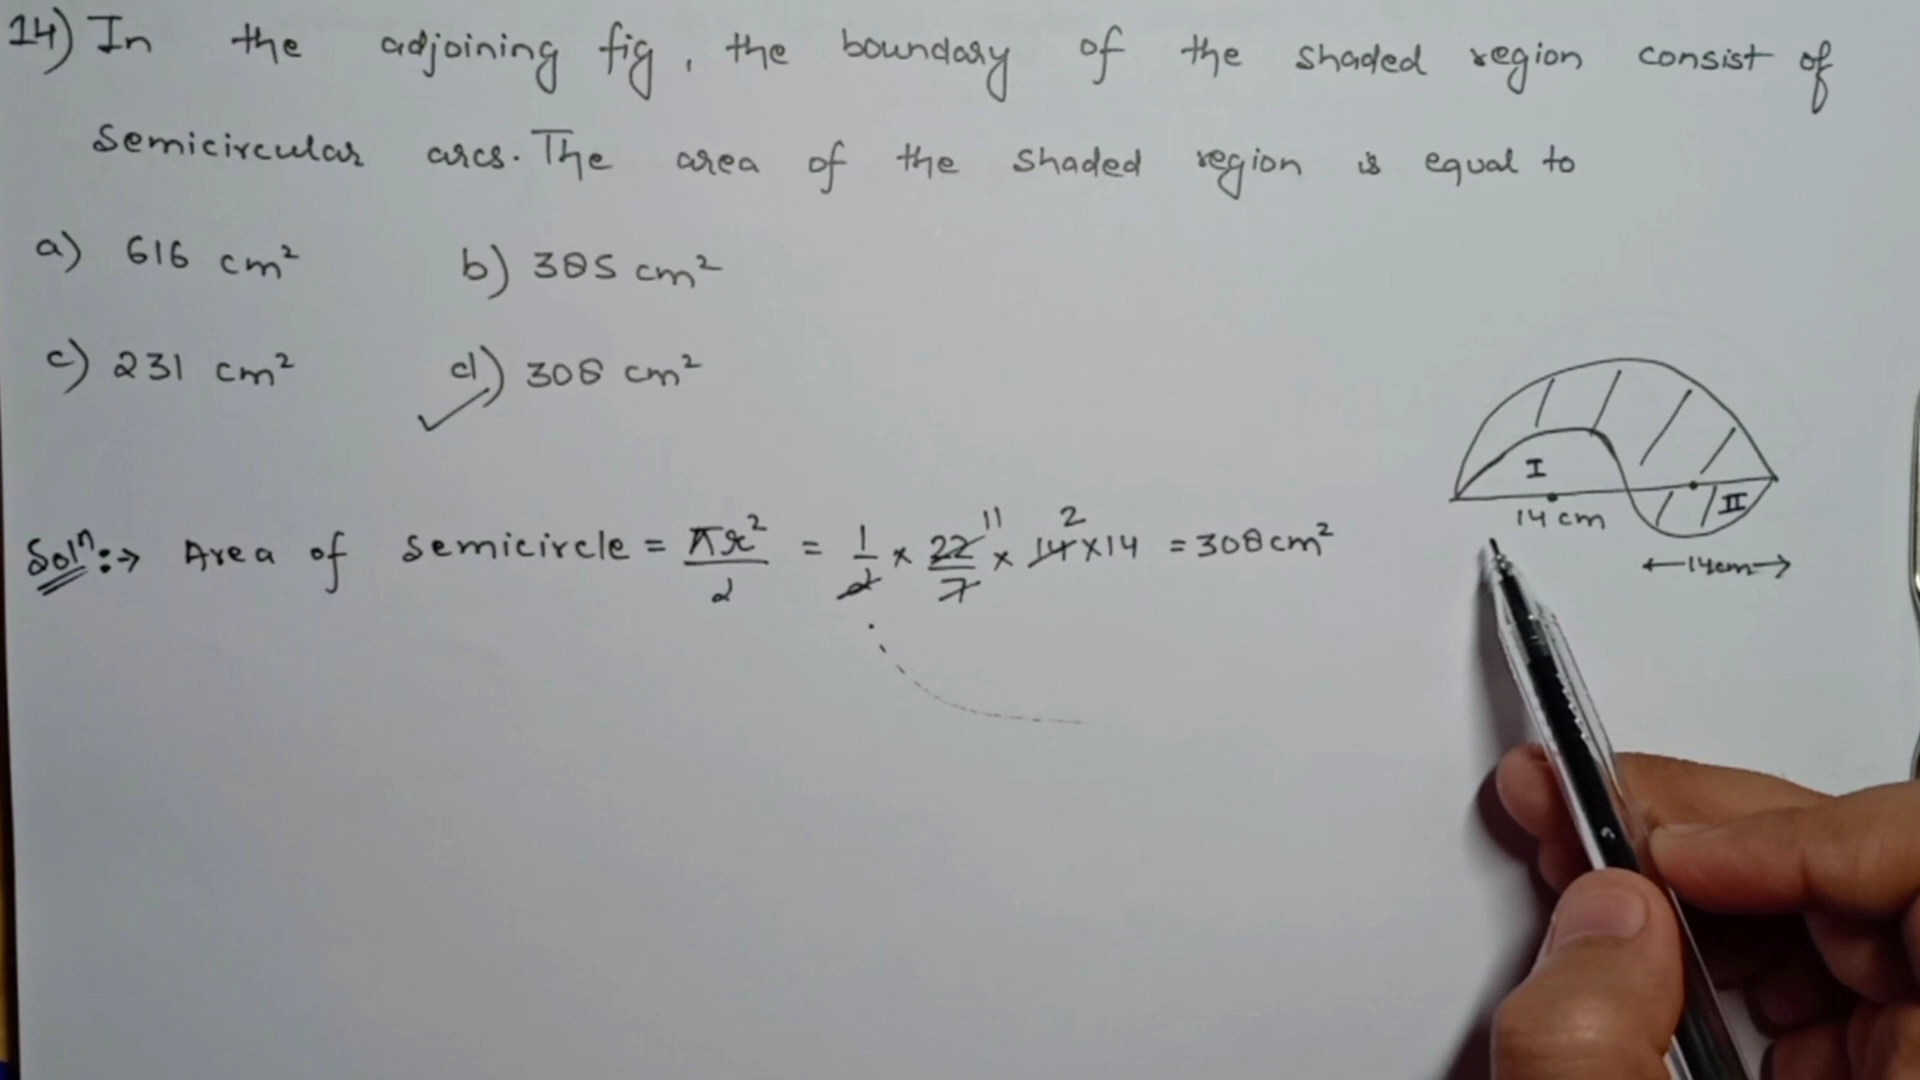 14) In the adjoining fig, the boundary of the shaded region consist of
semicircular arcs. The area of the shaded region is equal to
a) 616 cm² b) 385 cm²
c) 231 cm² d) 308 cm²
I
II
14 cm
←14cm→
Solⁿ:→ Area of semicircle = πr²/2 = 1/2 × 22/7 11 × 14 2 × 14 = 308 cm²